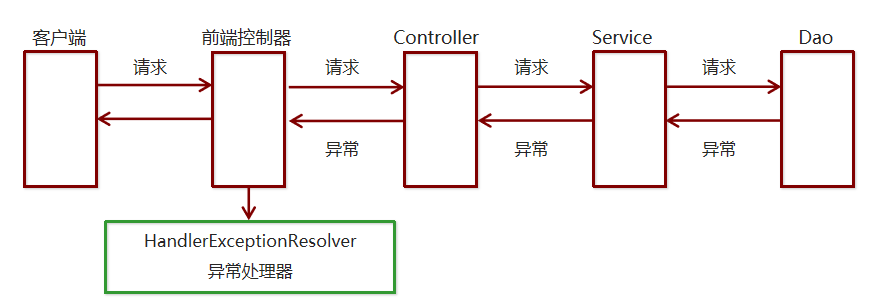 客户端 前端控制器 Controller Service Dao
请求 请求 请求 请求
异常 异常 异常
HandlerExceptionResolver
异常处理器